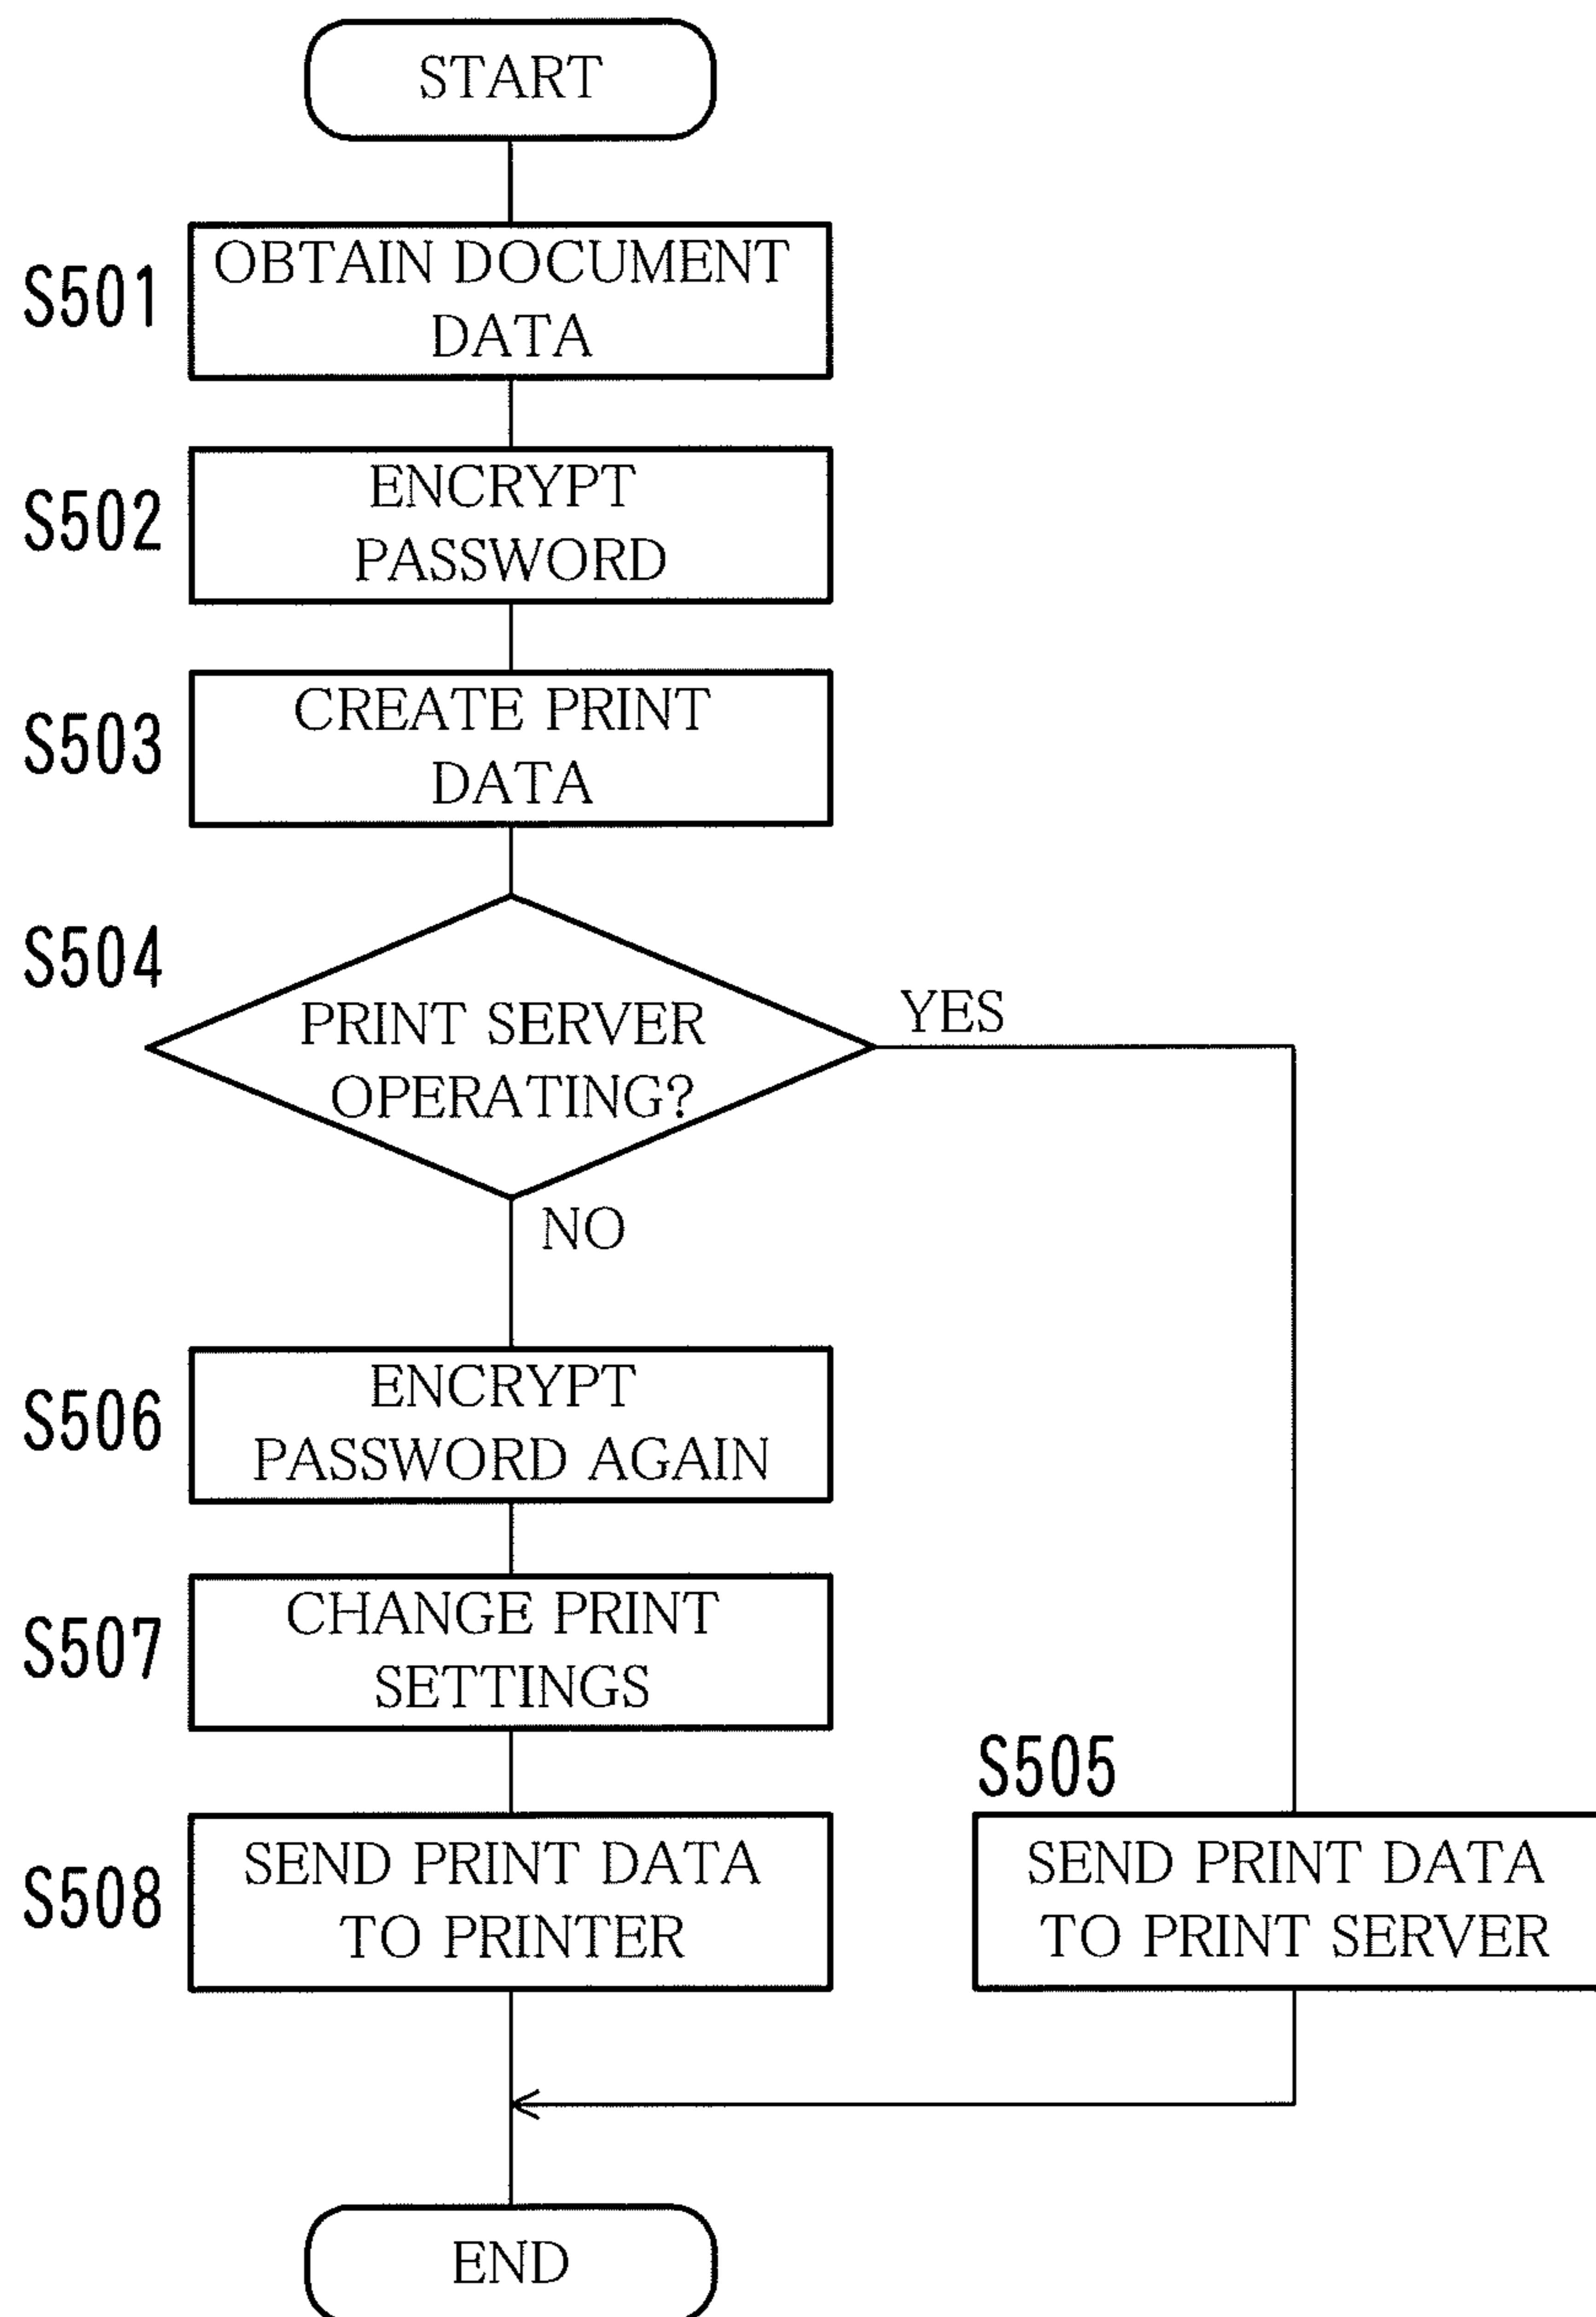 START
S501
OBTAIN DOCUMENT
DATA
S502
ENCRYPT
PASSWORD
S503
CREATE PRINT
DATA
S504
PRINT SERVER
OPERATING?
YES
NO
S506
ENCRYPT
PASSWORD AGAIN
S507
CHANGE PRINT
SETTINGS
S508
SEND PRINT DATA
TO PRINTER
S505
SEND PRINT DATA
TO PRINT SERVER
END